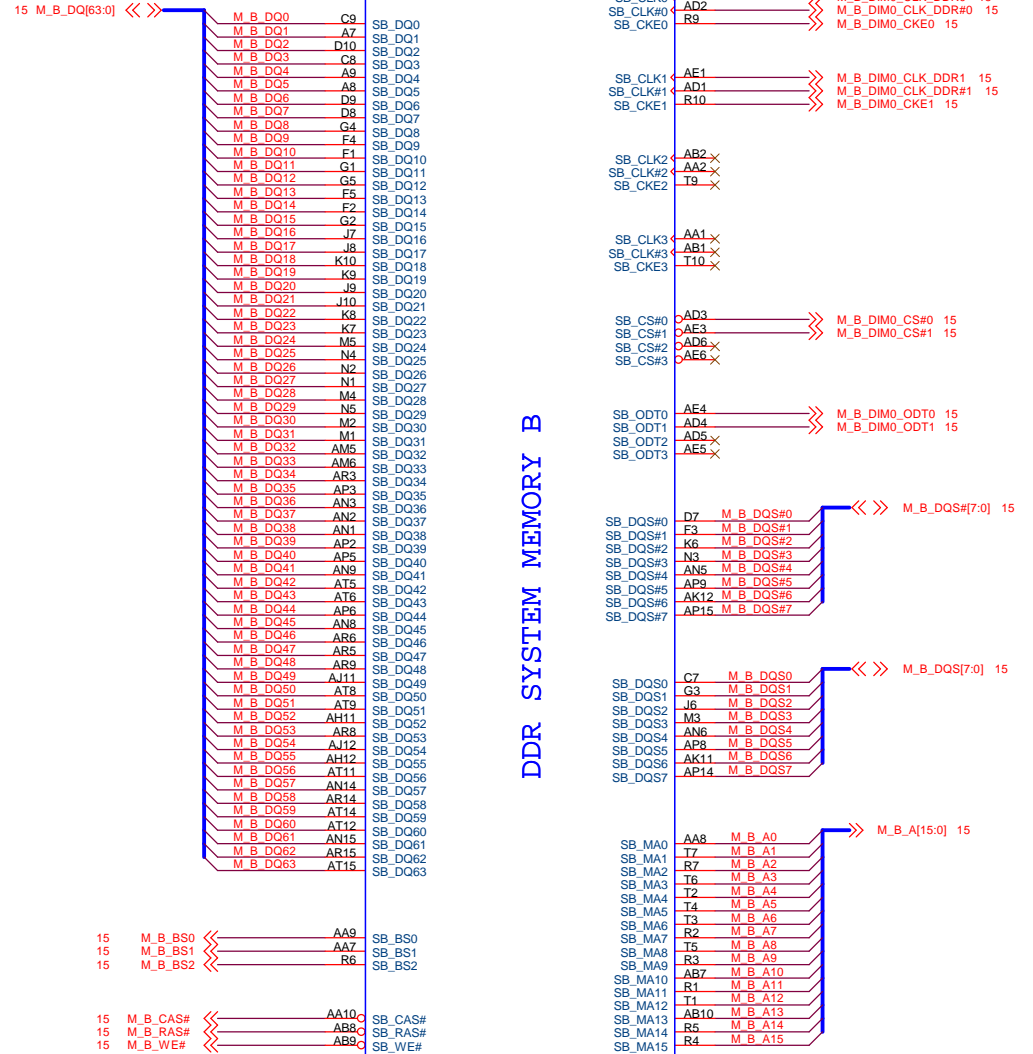 15 M_B_DQ[63:0]
M_B_DQ0 C9 SB_DQ0
M_B_DQ1 A7 SB_DQ1
M_B_DQ2 D10 SB_DQ2
M_B_DQ3 C8 SB_DQ3
M_B_DQ4 A9 SB_DQ4
M_B_DQ5 A8 SB_DQ5
M_B_DQ6 D9 SB_DQ6
M_B_DQ7 D8 SB_DQ7
M_B_DQ8 G4 SB_DQ8
M_B_DQ9 F4 SB_DQ9
M_B_DQ10 F1 SB_DQ10
M_B_DQ11 G1 SB_DQ11
M_B_DQ12 G5 SB_DQ12
M_B_DQ13 F5 SB_DQ13
M_B_DQ14 F2 SB_DQ14
M_B_DQ15 G2 SB_DQ15
M_B_DQ16 J7 SB_DQ16
M_B_DQ17 J8 SB_DQ17
M_B_DQ18 K10 SB_DQ18
M_B_DQ19 K9 SB_DQ19
M_B_DQ20 J9 SB_DQ20
M_B_DQ21 J10 SB_DQ21
M_B_DQ22 K8 SB_DQ22
M_B_DQ23 K7 SB_DQ23
M_B_DQ24 M5 SB_DQ24
M_B_DQ25 N4 SB_DQ25
M_B_DQ26 N2 SB_DQ26
M_B_DQ27 N1 SB_DQ27
M_B_DQ28 M4 SB_DQ28
M_B_DQ29 N5 SB_DQ29
M_B_DQ30 M2 SB_DQ30
M_B_DQ31 M1 SB_DQ31
M_B_DQ32 AM5 SB_DQ32
M_B_DQ33 AM6 SB_DQ33
M_B_DQ34 AR3 SB_DQ34
M_B_DQ35 AP3 SB_DQ35
M_B_DQ36 AN3 SB_DQ36
M_B_DQ37 AN2 SB_DQ37
M_B_DQ38 AN1 SB_DQ38
M_B_DQ39 AP2 SB_DQ39
M_B_DQ40 AP5 SB_DQ40
M_B_DQ41 AN9 SB_DQ41
M_B_DQ42 AT5 SB_DQ42
M_B_DQ43 AT6 SB_DQ43
M_B_DQ44 AP6 SB_DQ44
M_B_DQ45 AN8 SB_DQ45
M_B_DQ46 AR6 SB_DQ46
M_B_DQ47 AR5 SB_DQ47
M_B_DQ48 AR9 SB_DQ48
M_B_DQ49 AJ11 SB_DQ49
M_B_DQ50 AT8 SB_DQ50
M_B_DQ51 AT9 SB_DQ51
M_B_DQ52 AH11 SB_DQ52
M_B_DQ53 AR8 SB_DQ53
M_B_DQ54 AJ12 SB_DQ54
M_B_DQ55 AH12 SB_DQ55
M_B_DQ56 AT11 SB_DQ56
M_B_DQ57 AN14 SB_DQ57
M_B_DQ58 AR14 SB_DQ58
M_B_DQ59 AT14 SB_DQ59
M_B_DQ60 AT12 SB_DQ60
M_B_DQ61 AN15 SB_DQ61
M_B_DQ62 AR15 SB_DQ62
M_B_DQ63 AT15 SB_DQ63
15 M_B_BS0 AA9 SB_BS0
15 M_B_BS1 AA7 SB_BS1
15 M_B_BS2 R6 SB_BS2
15 M_B_CAS# AA10 SB_CAS#
15 M_B_RAS# AB8 SB_RAS#
15 M_B_WE# AB9 SB_WE#
DDR SYSTEM MEMORY B
SB_CLK#0 AD2 M_B_DIM0_CLK_DDR#0 15
SB_CKE0 R9 M_B_DIM0_CKE0 15
SB_CLK1 AE1 M_B_DIM0_CLK_DDR1 15
SB_CLK#1 AD1 M_B_DIM0_CLK_DDR#1 15
SB_CKE1 R10 M_B_DIM0_CKE1 15
SB_CLK2 AB2
SB_CLK#2 AA2
SB_CKE2 T9
SB_CLK3 AA1
SB_CLK#3 AB1
SB_CKE3 T10
SB_CS#0 AD3 M_B_DIM0_CS#0 15
SB_CS#1 AE3 M_B_DIM0_CS#1 15
SB_CS#2 AD6
SB_CS#3 AE6
SB_ODT0 AE4 M_B_DIM0_ODT0 15
SB_ODT1 AD4 M_B_DIM0_ODT1 15
SB_ODT2 AD5
SB_ODT3 AE5
M_B_DQS#[7:0] 15
SB_DQS#0 D7 M_B_DQS#0
SB_DQS#1 F3 M_B_DQS#1
SB_DQS#2 K6 M_B_DQS#2
SB_DQS#3 N3 M_B_DQS#3
SB_DQS#4 AN5 M_B_DQS#4
SB_DQS#5 AP9 M_B_DQS#5
SB_DQS#6 AK12 M_B_DQS#6
SB_DQS#7 AP15 M_B_DQS#7
M_B_DQS[7:0] 15
SB_DQS0 C7 M_B_DQS0
SB_DQS1 G3 M_B_DQS1
SB_DQS2 J6 M_B_DQS2
SB_DQS3 M3 M_B_DQS3
SB_DQS4 AN6 M_B_DQS4
SB_DQS5 AP8 M_B_DQS5
SB_DQS6 AK11 M_B_DQS6
SB_DQS7 AP14 M_B_DQS7
M_B_A[15:0] 15
SB_MA0 AA8 M_B_A0
SB_MA1 T7 M_B_A1
SB_MA2 R7 M_B_A2
SB_MA3 T6 M_B_A3
SB_MA4 T2 M_B_A4
SB_MA5 T4 M_B_A5
SB_MA6 T3 M_B_A6
SB_MA7 R2 M_B_A7
SB_MA8 T5 M_B_A8
SB_MA9 R3 M_B_A9
SB_MA10 AB7 M_B_A10
SB_MA11 R1 M_B_A11
SB_MA12 T1 M_B_A12
SB_MA13 AB10 M_B_A13
SB_MA14 R5 M_B_A14
SB_MA15 R4 M_B_A15